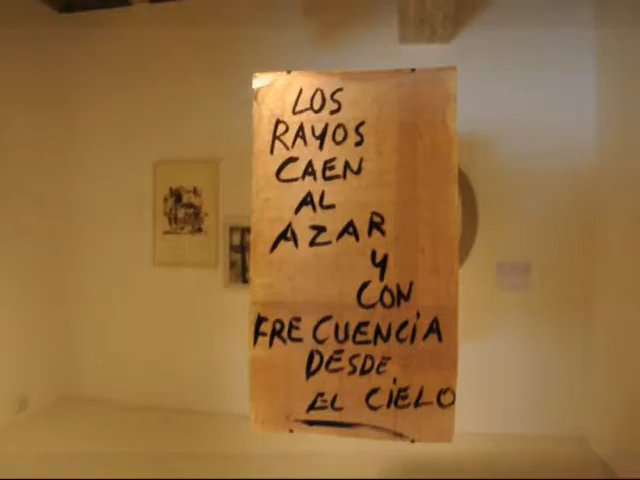 LOS
RAYOS
CAEN
AL
AZAR
Y
CON
FRECUENCiA
DESDE
EL CiELO